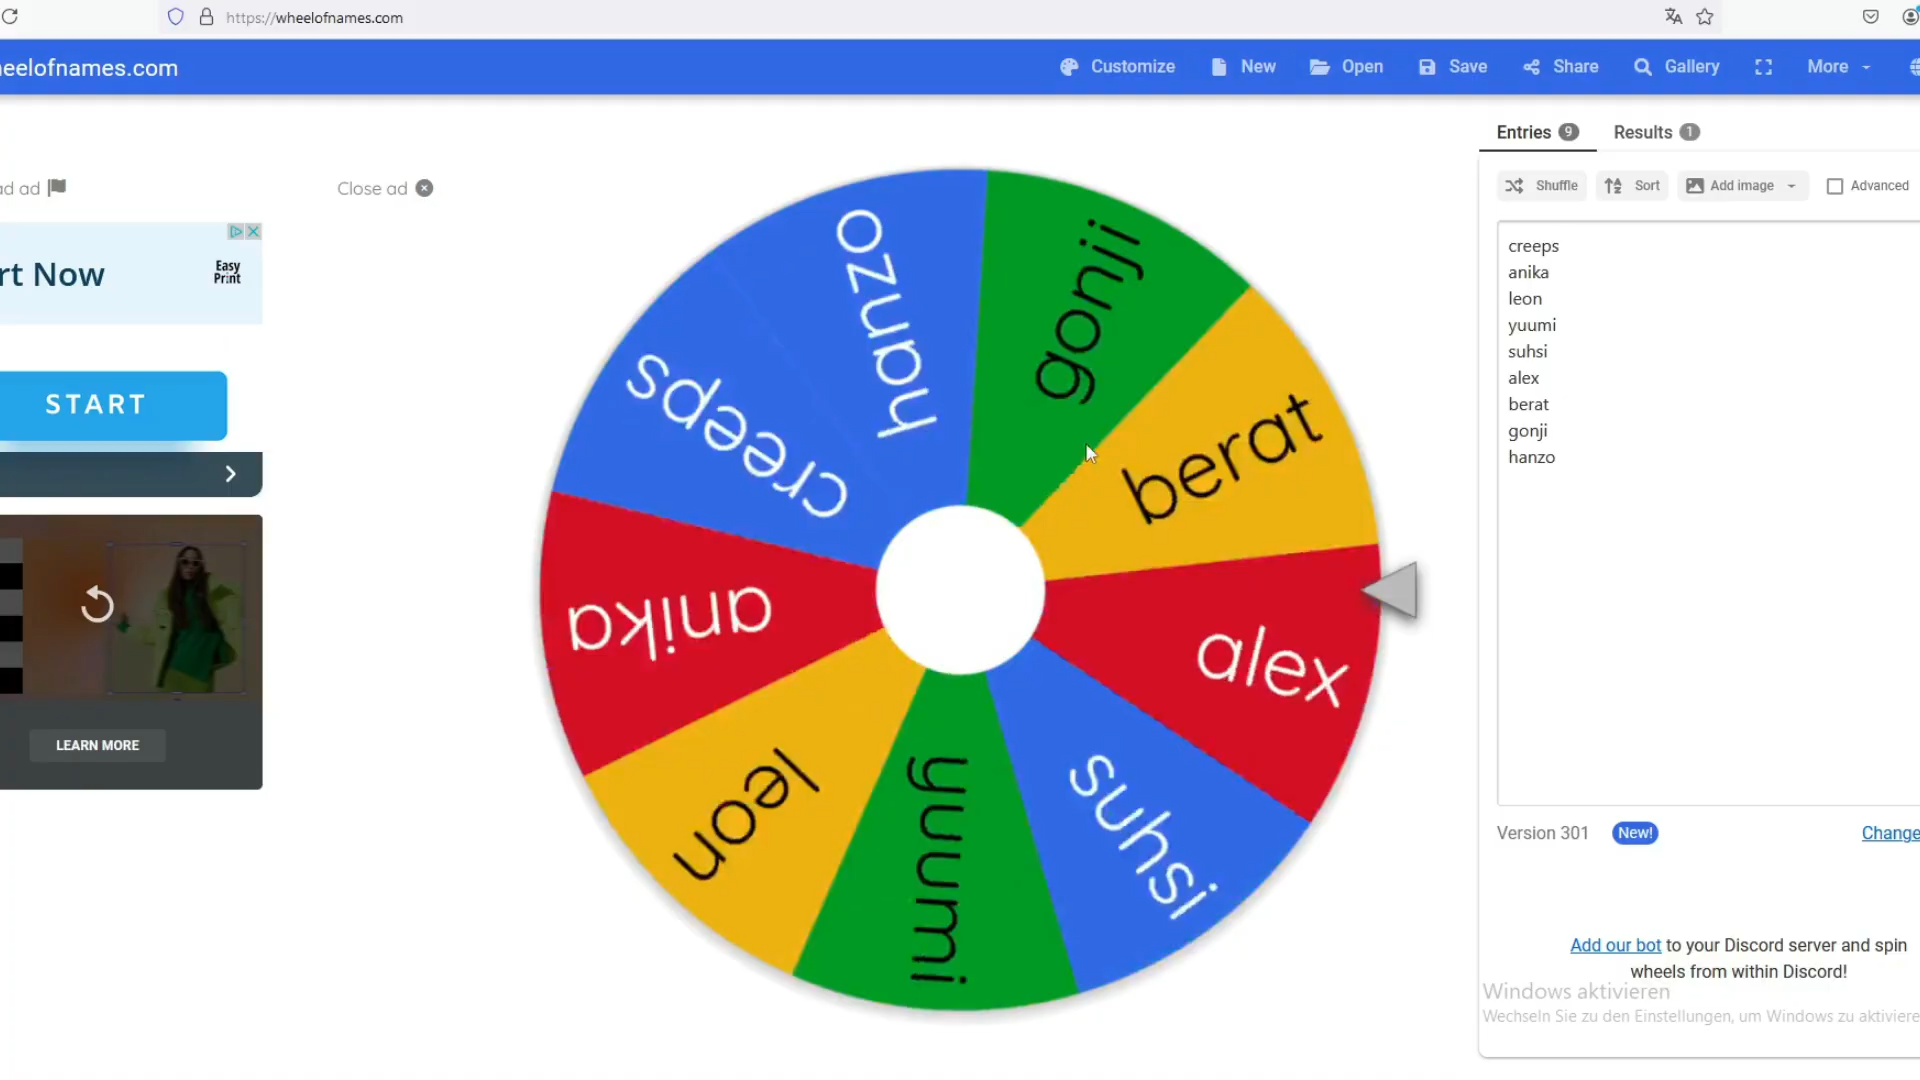 https://wheelofnames.com
heelofnames.com
Customize
New
Open
Save
Share
Gallery
More
Entries 9
Results 1
ad ad
Close ad
Shuffle
Sort
Add image
Advanced
rt Now
Easy
Print
START
LEARN MORE
hanzo
gonji
berat
alex
suhsi
yuumi
leon
anika
creeps
creeps
anika
leon
yuumi
suhsi
alex
berat
gonji
hanzo
Version 301
New!
Change
Add our bot to your Discord server and spin
wheels from within Discord!
Windows aktivieren
Wechseln Sie zu den Einstellungen, um Windows zu aktiviere